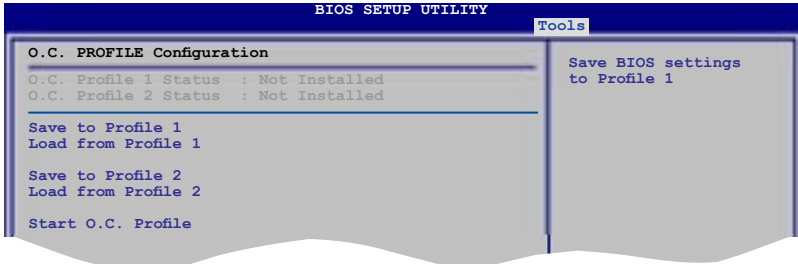 BIOS SETUP UTILITY
Tools
O.C. PROFILE Configuration
O.C. Profile 1 Status : Not Installed
O.C. Profile 2 Status : Not Installed
Save to Profile 1
Load from Profile 1
Save to Profile 2
Load from Profile 2
Start O.C. Profile
Save BIOS settings
to Profile 1